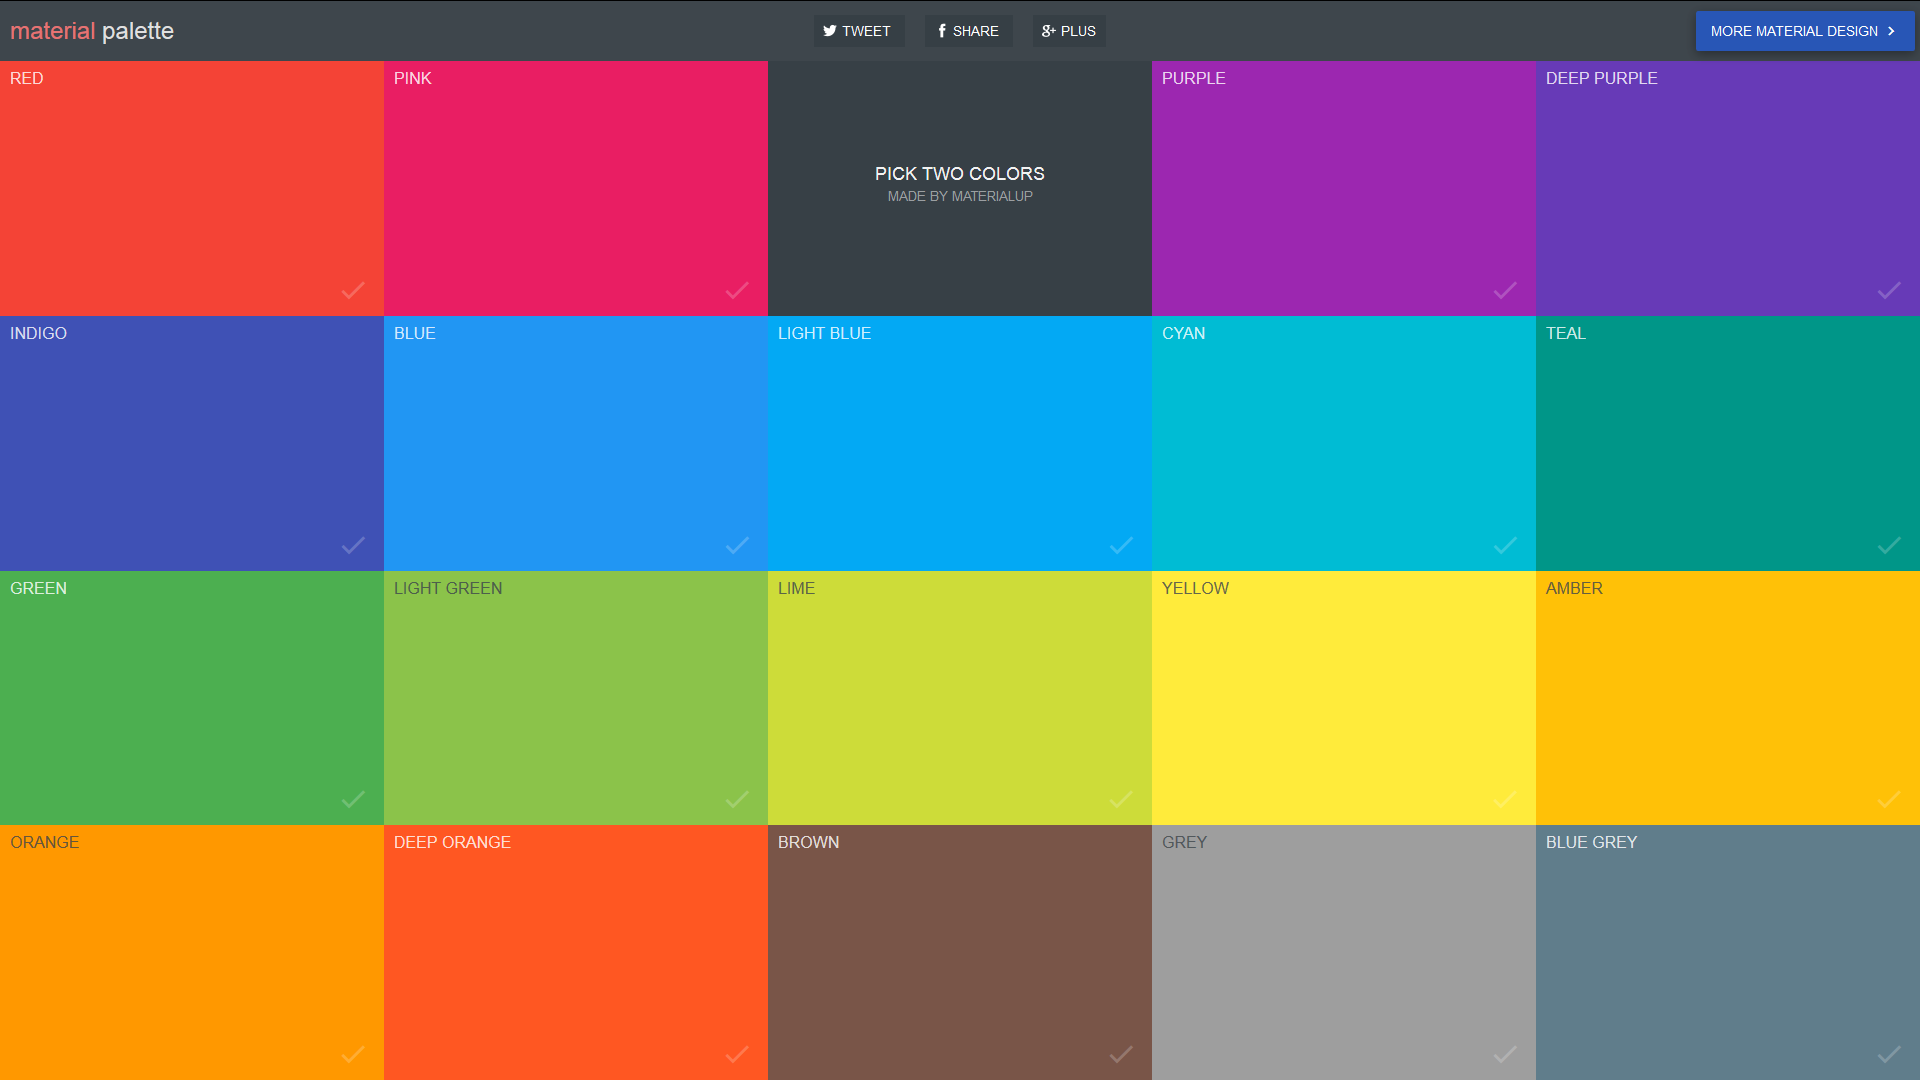 material palette
TWEET
SHARE
PLUS
MORE MATERIAL DESIGN
RED
PINK
PICK TWO COLORS
MADE BY MATERIALUP
PURPLE
DEEP PURPLE
INDIGO
BLUE
LIGHT BLUE
CYAN
TEAL
GREEN
LIGHT GREEN
LIME
YELLOW
AMBER
ORANGE
DEEP ORANGE
BROWN
GREY
BLUE GREY